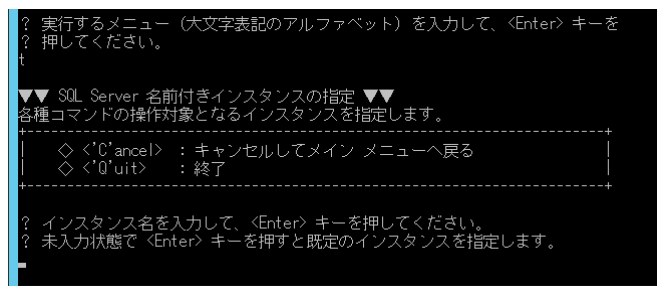 ? 実行するメニュー (大文字表記のアルファベット) を入力して、<Enter> キーを
? 押してください。
t
▼▼ SQL Server 名前付きインスタンスの指定 ▼▼
各種コマンドの操作対象となるインスタンスを指定します。
+-----------------------------------------------------------------------+
| ◇ <'C'ancel> : キャンセルしてメイン メニューへ戻る |
| ◇ <'Q'uit> : 終了 |
+-----------------------------------------------------------------------+
? インスタンス名を入力して、<Enter> キーを押してください。
? 未入力状態で <Enter> キーを押すと既定のインスタンスを指定します。